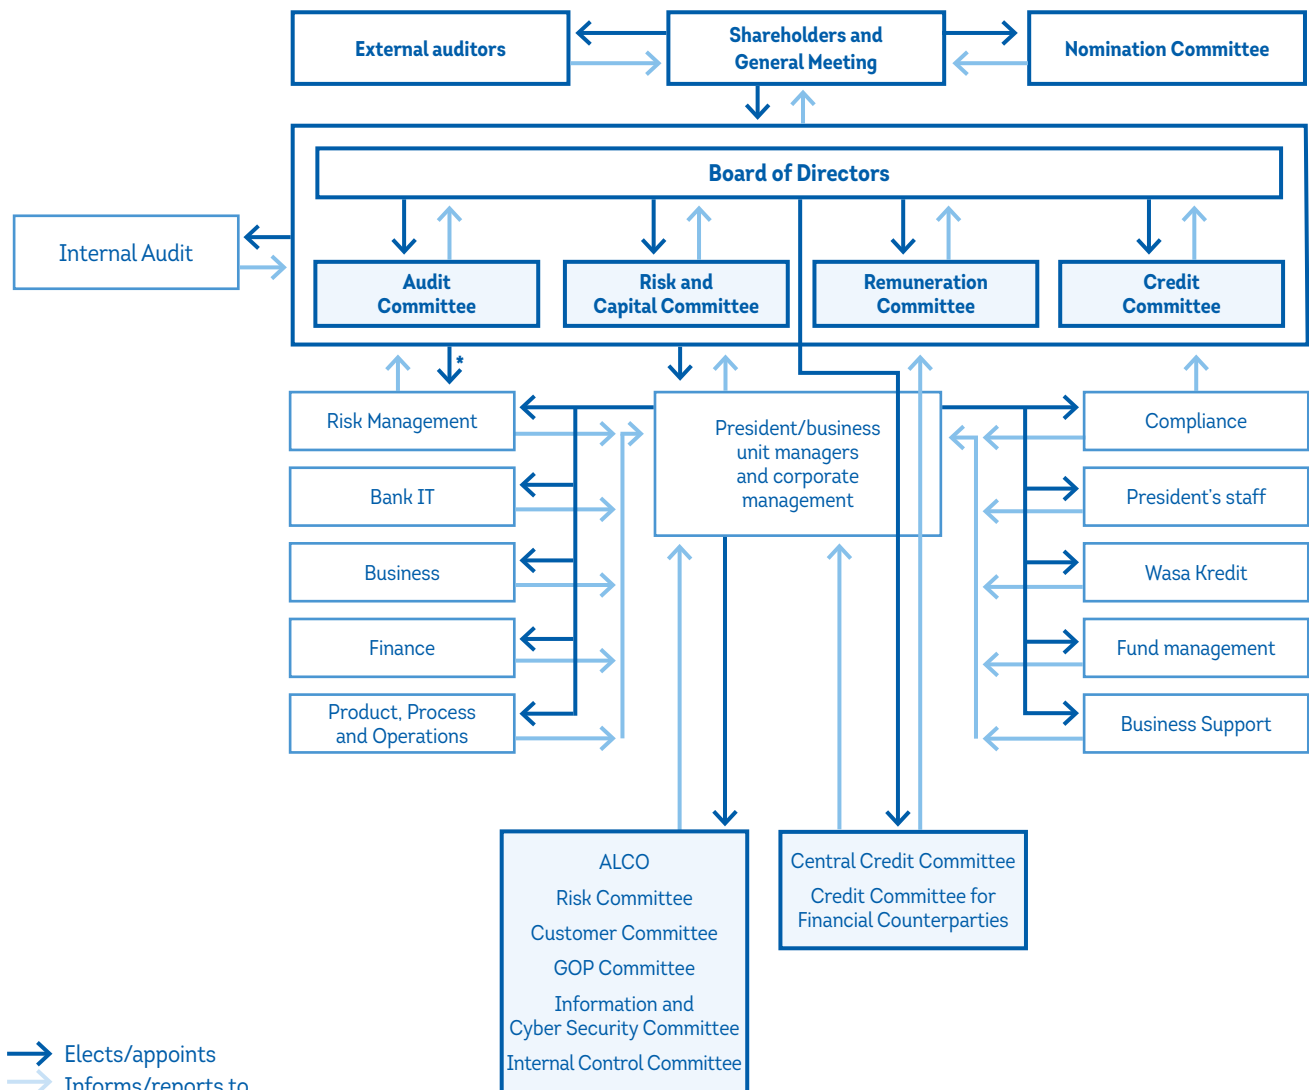 External auditors
Shareholders and
General Meeting
Nomination Committee
Board of Directors
Internal Audit
Audit
Committee
Risk and
Capital Committee
Remuneration
Committee
Credit
Committee
*
Risk Management
President/business
unit managers
and corporate
management
Compliance
Bank IT
President's staff
Business
Wasa Kredit
Finance
Fund management
Product, Process
and Operations
Business Support
ALCO
Risk Committee
Customer Committee
GOP Committee
Information and
Cyber Security Committee
Internal Control Committee
Central Credit Committee
Credit Committee for
Financial Counterparties
Elects/appoints
Informs/reports to